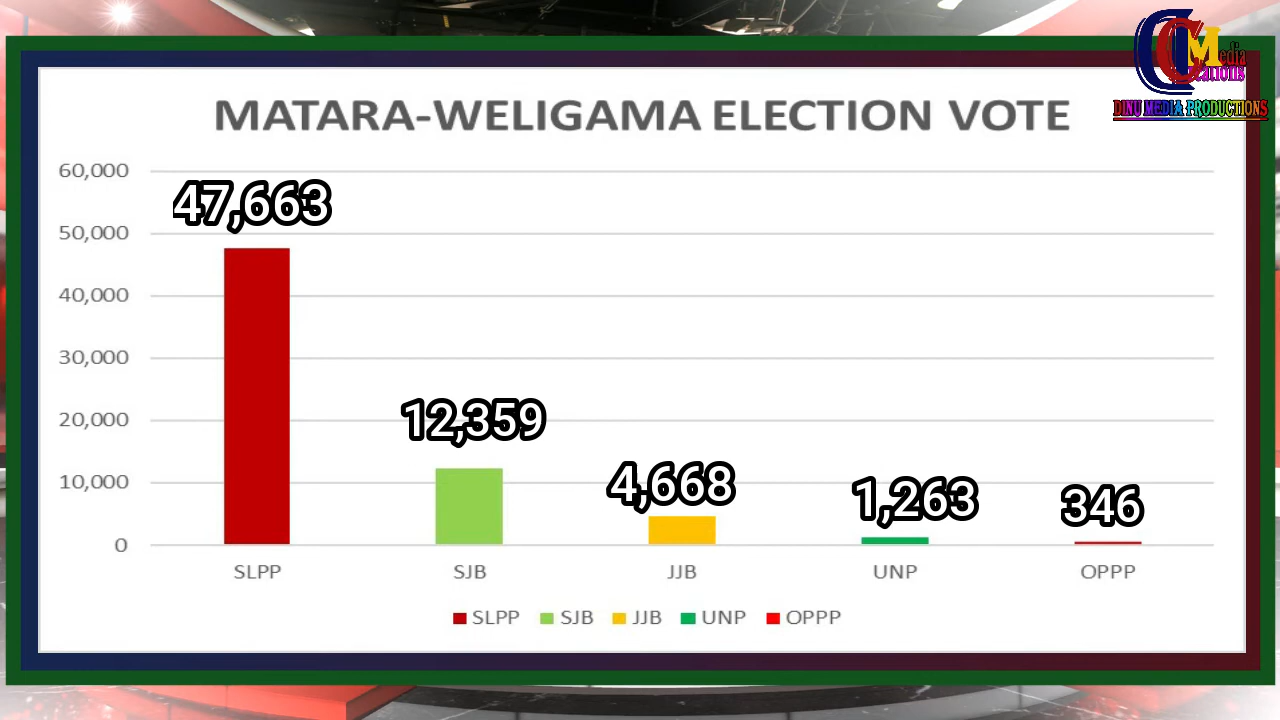 Media
DINU MEDIA PRODUCTIONS
MATARA-WELIGAMA ELECTION VOTE
60,000
50,000
40,000
30,000
20,000
10,000
0
47,663
12,359
4,668
1,263
346
SLPP SJB JJB UNP OPPP
SLPP SJB JJB UNP OPPP